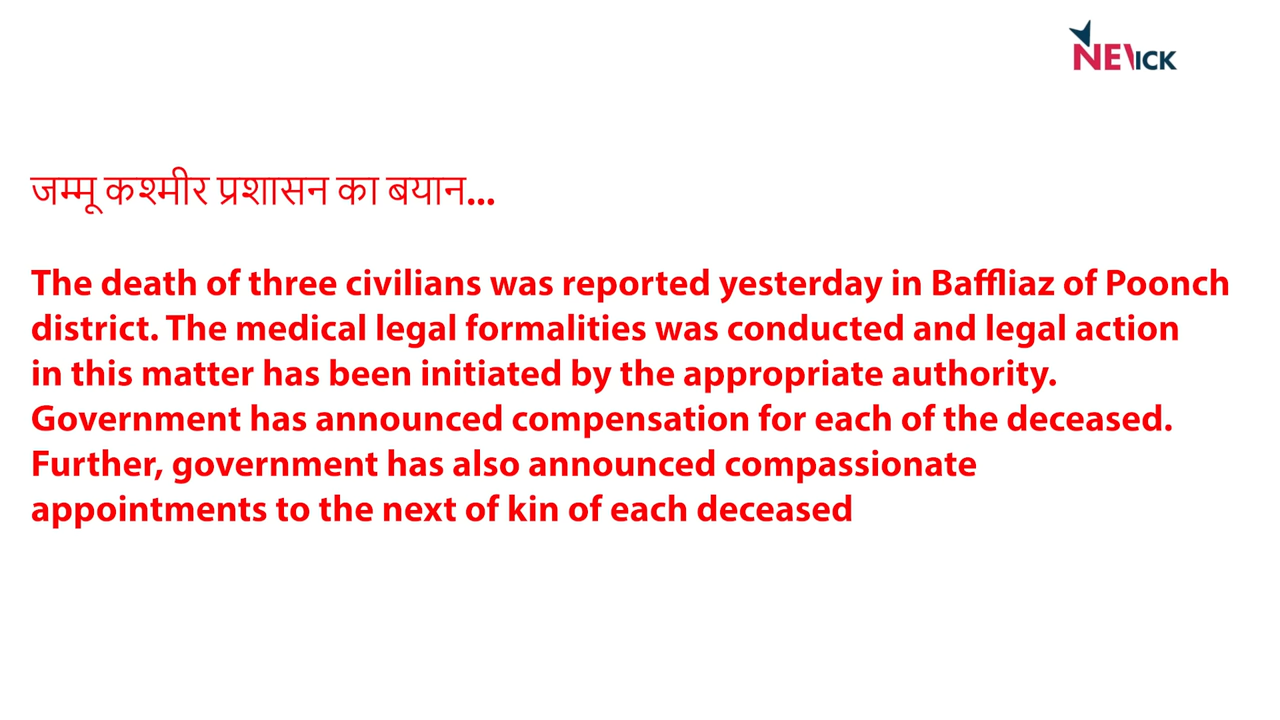 NEWICK
जम्मू कश्मीर प्रशासन का बयान...
The death of three civilians was reported yesterday in Baffliaz of Poonch
district. The medical legal formalities was conducted and legal action
in this matter has been initiated by the appropriate authority.
Government has announced compensation for each of the deceased.
Further, government has also announced compassionate
appointments to the next of kin of each deceased